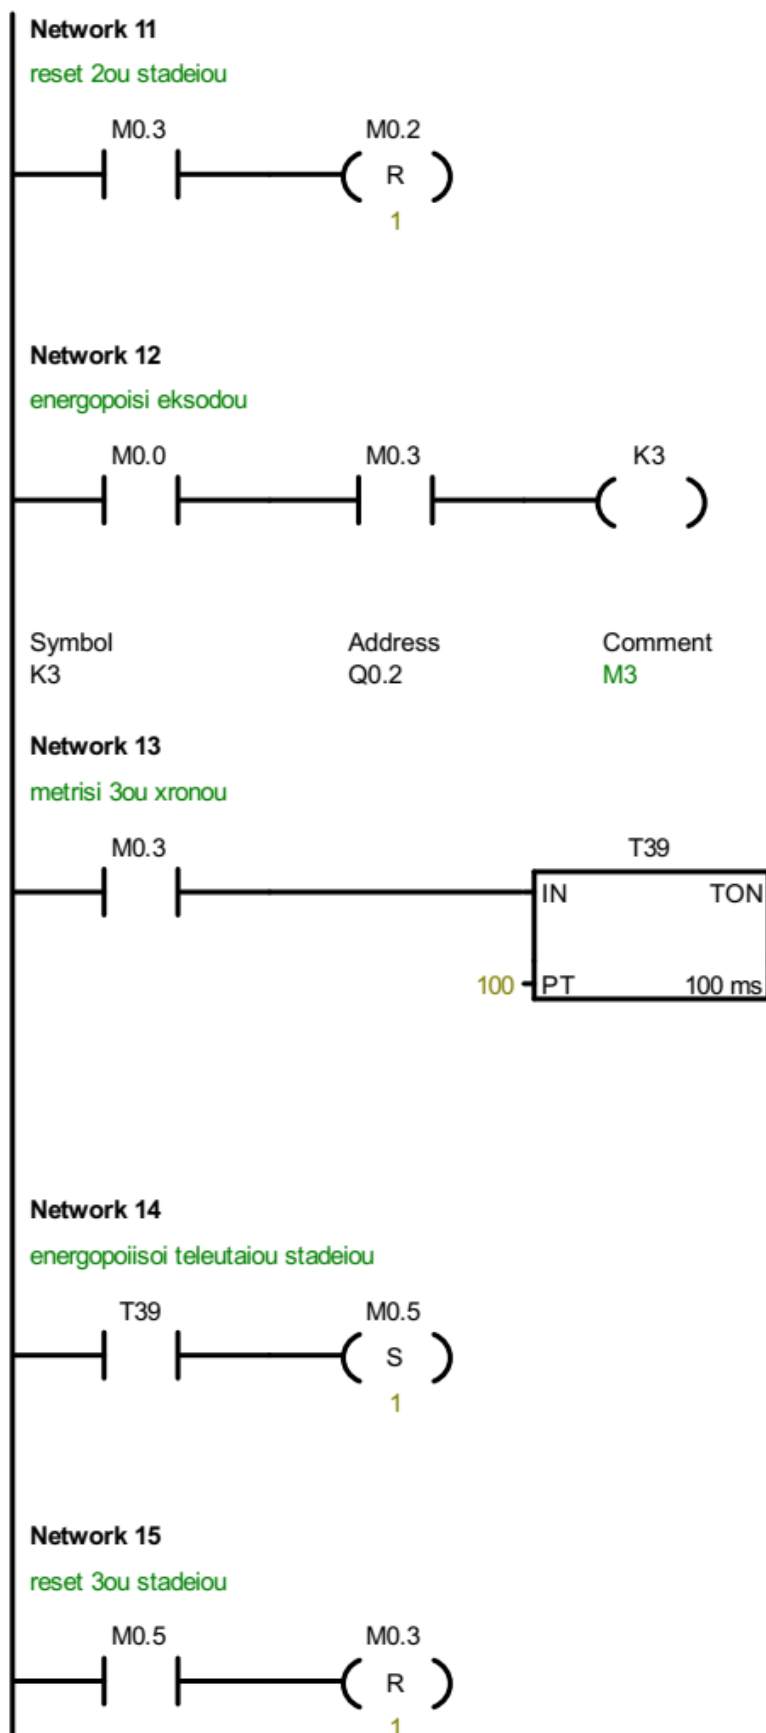 Network 11
reset 2ou stadeiou
M0.3 M0.2
R
1
Network 12
energopoisi eksodou
M0.0 M0.3 K3
Symbol Address Comment
K3 Q0.2 M3
Network 13
metrisi 3ou xronou
M0.3 T39
IN TON
100 PT 100 ms
Network 14
energopoiisoi teleutaiou stadeiou
T39 M0.5
S
1
Network 15
reset 3ou stadeiou
M0.5 M0.3
R
1